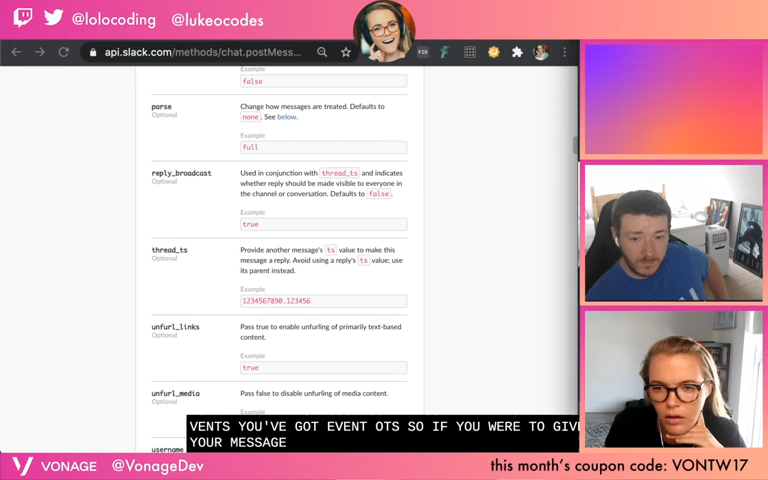 @lolocoding @lukeocodes
api.slack.com/methods/chat.postMess...
Example
false
parse
Optional
Change how messages are treated. Defaults to
none. See below.
Example
full
reply_broadcast
Optional
Used in conjunction with thread_ts and indicates
whether reply should be made visible to everyone in
the channel or conversation. Defaults to false.
Example
true
thread_ts
Optional
Provide another message's ts value to make this
message a reply. Avoid using a reply's ts value; use
its parent instead.
Example
1234567890.123456
unfurl_links
Optional
Pass true to enable unfurling of primarily text-based
content.
Example
true
unfurl_media
Optional
Pass false to disable unfurling of media content.
username
VENTS YOU'VE GOT EVENT OTS SO IF YOU WERE TO GIV
YOUR MESSAGE
VONAGE @VonageDev
this month's coupon code: VONTW17